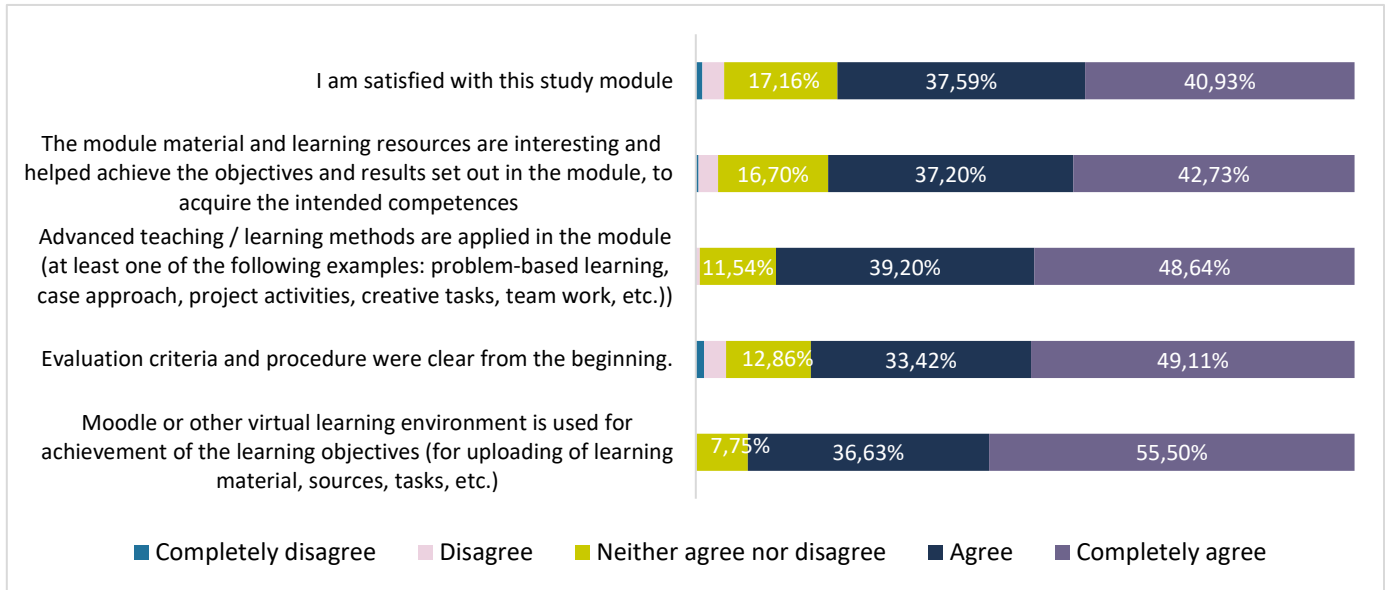 I am satisfied with this study module
17,16% 37,59% 40,93%
The module material and learning resources are interesting and
helped achieve the objectives and results set out in the module, to
acquire the intended competences
16,70% 37,20% 42,73%
Advanced teaching / learning methods are applied in the module
(at least one of the following examples: problem-based learning,
case approach, project activities, creative tasks, team work, etc.))
11,54% 39,20% 48,64%
Evaluation criteria and procedure were clear from the beginning.
12,86% 33,42% 49,11%
Moodle or other virtual learning environment is used for
achievement of the learning objectives (for uploading of learning
material, sources, tasks, etc.)
7,75% 36,63% 55,50%
Completely disagree Disagree Neither agree nor disagree Agree Completely agree